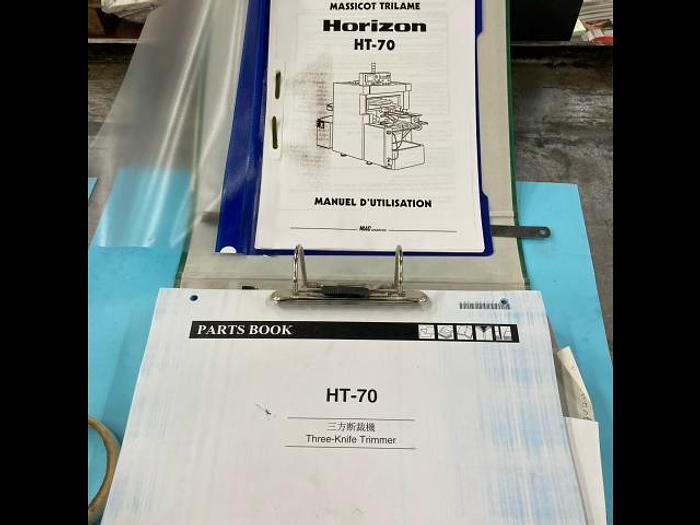 MASSICOT TRILAME
Horizon
HT-70
MANUEL D'UTILISATION
PARTS BOOK
HT-70
三方断裁機
Three-Knife Trimmer